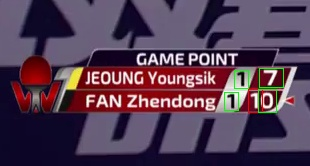 GAME POINT
JEOUNG Youngsik 1 7
FAN Zhendong 1 10